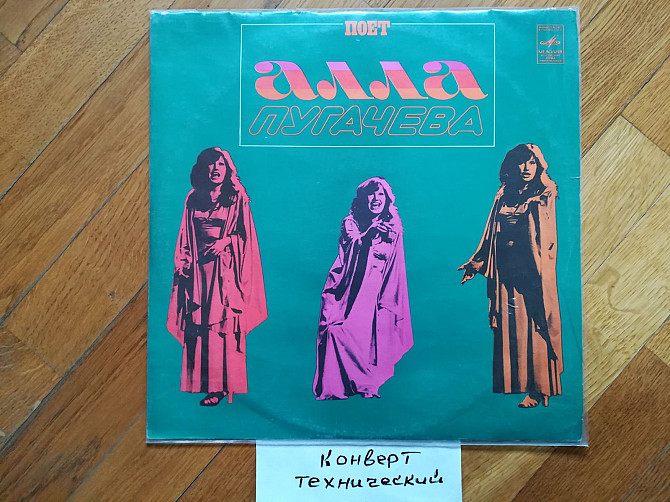 ПОЕТ
алла
ПУГАЧЕВА
Конверт
технический